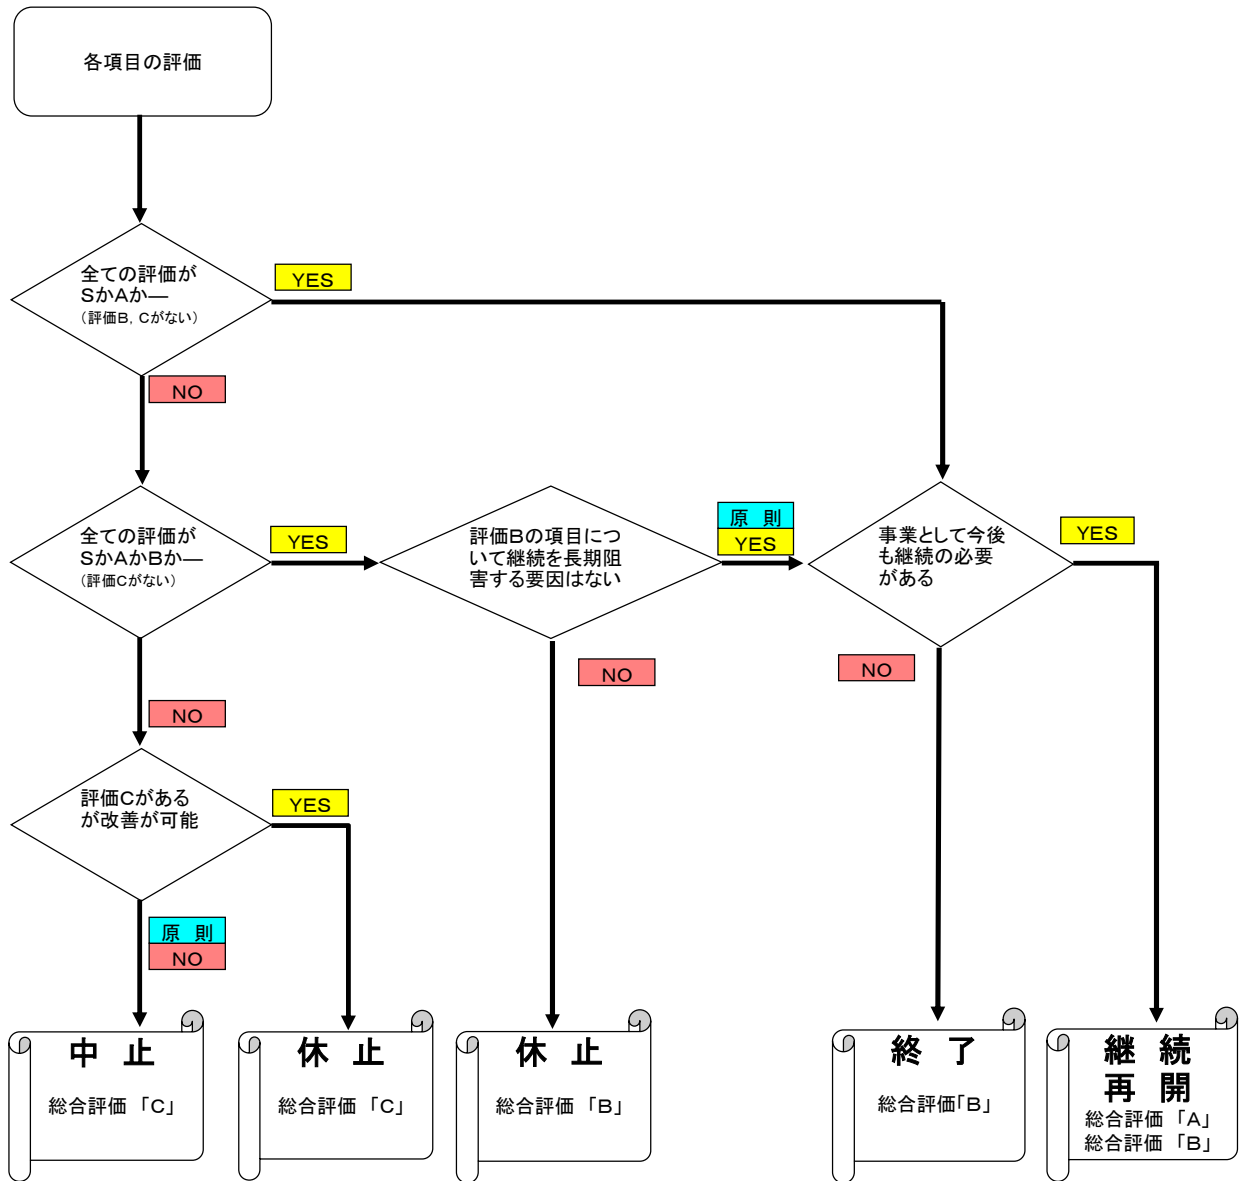 各項目の評価
全ての評価が
SかAか―
（評価B，Cがない）
YES
NO
全ての評価が
SかAかBか―
（評価Cがない）
YES
評価Bの項目につ
いて継続を長期阻
害する要因はない
原　則
YES
事業として今後
も継続の必要
がある
YES
NO
NO
NO
評価Cがある
が改善が可能
YES
原　則
NO
中 止
総合評価 「C」
休 止
総合評価 「C」
休 止
総合評価 「B」
終 了
総合評価「B」
継 続
再 開
総合評価 「A」
総合評価 「B」